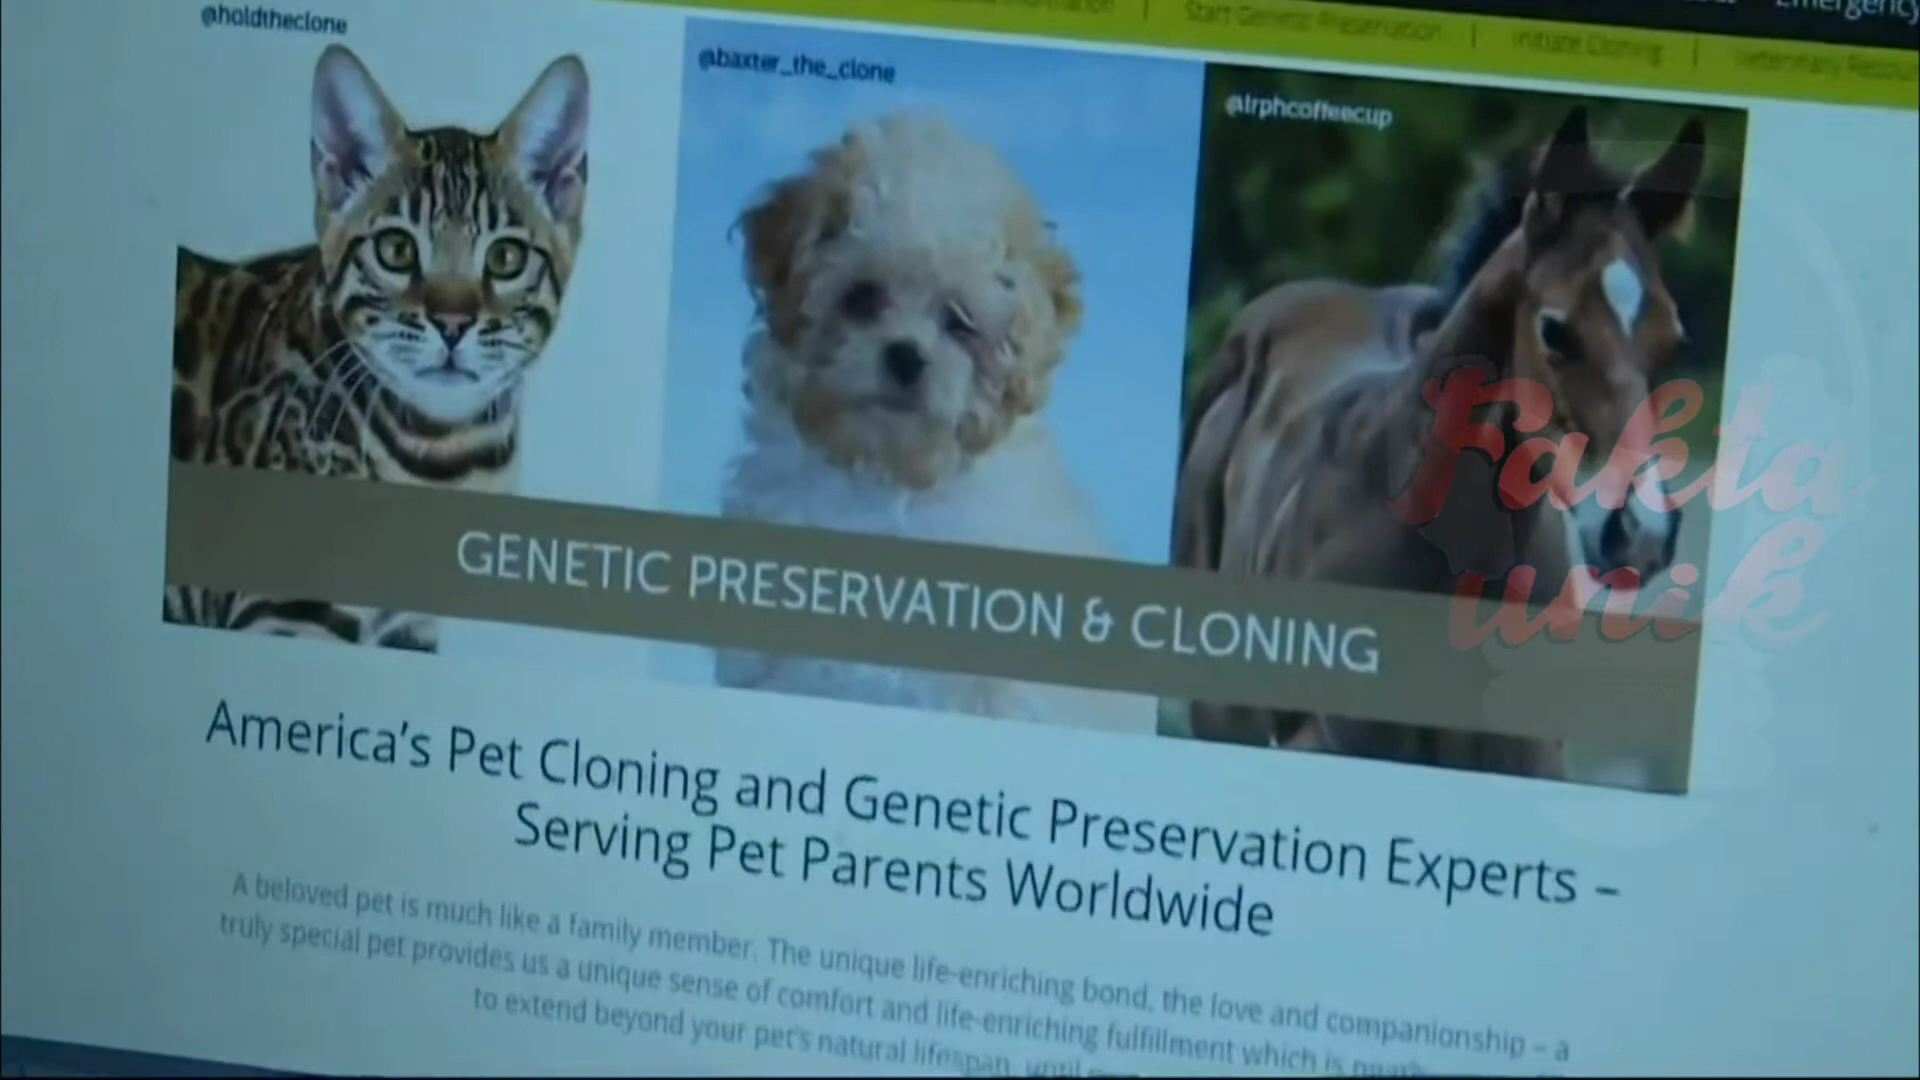 Emergency
Start Genetic Preservation | Initiate Cloning |
@holdtheclone
@baxter_the_clone
@lrphcoffeecup
Fakta
unik
GENETIC PRESERVATION & CLONING
America's Pet Cloning and Genetic Preservation Experts –
Serving Pet Parents Worldwide
A beloved pet is much like a family member. The unique life-enriching bond, the love and companionship – a
truly special pet provides us a unique sense of comfort and life-enriching fulfillment which is
to extend beyond your pet's natural lifespan, until